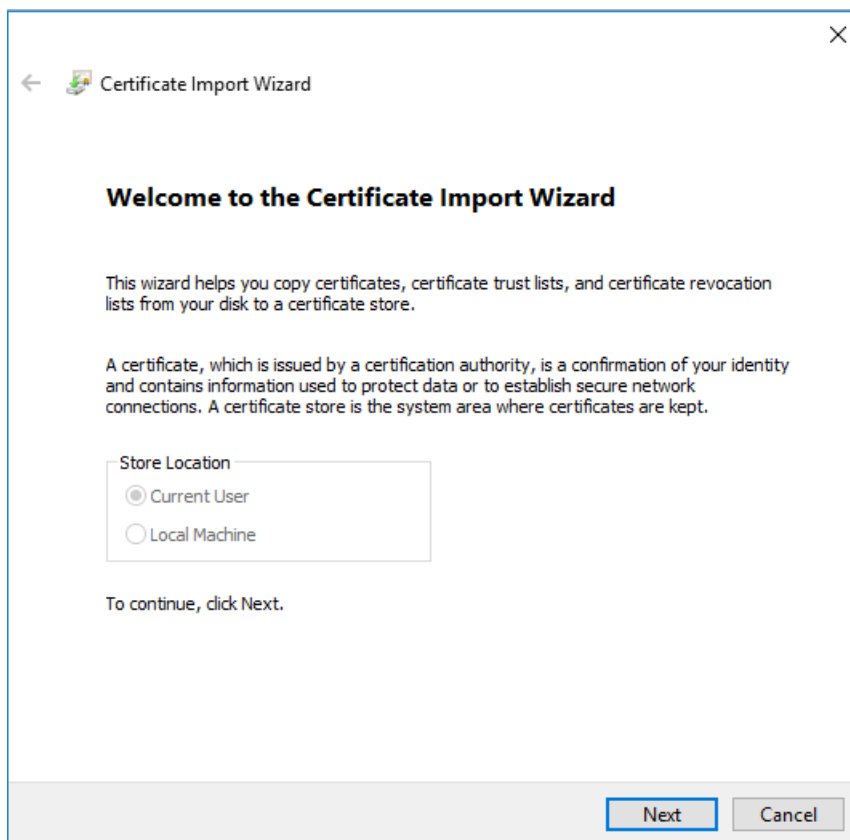 Certificate Import Wizard
Welcome to the Certificate Import Wizard
This wizard helps you copy certificates, certificate trust lists, and certificate revocation
lists from your disk to a certificate store.
A certificate, which is issued by a certification authority, is a confirmation of your identity
and contains information used to protect data or to establish secure network
connections. A certificate store is the system area where certificates are kept.
Store Location
Current User
Local Machine
To continue, click Next.
Next Cancel